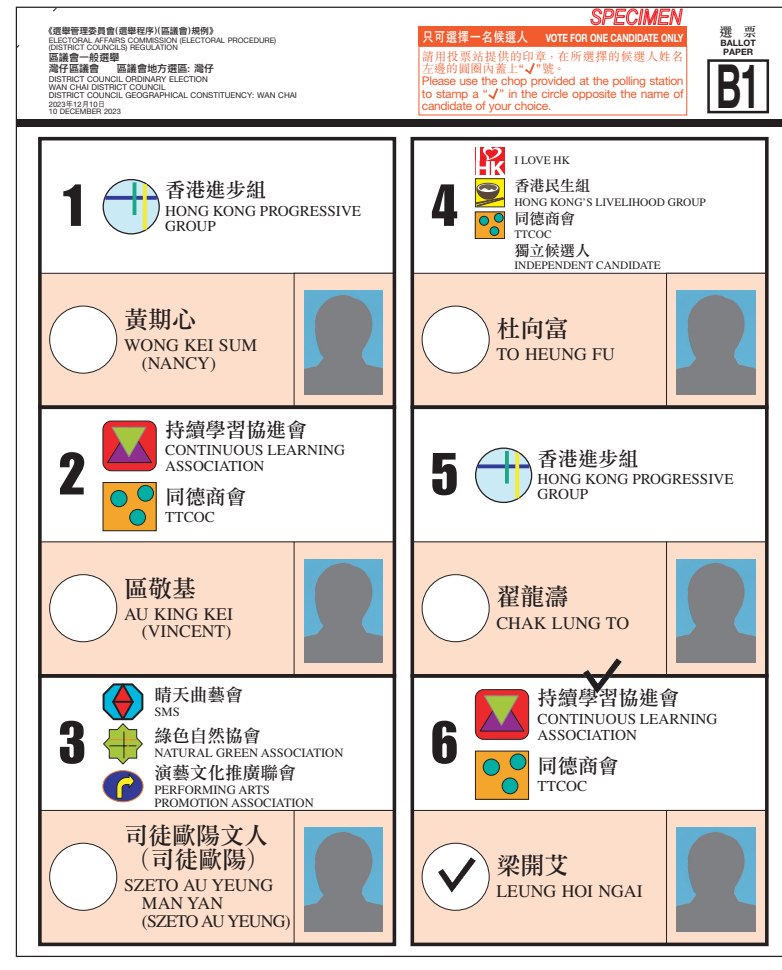 《選舉管理委員會(選舉程序)(區議會)規例》
ELECTORAL AFFAIRS COMMISSION (ELECTORAL PROCEDURE)
(DISTRICT COUNCILS) REGULATION
區議會一般選舉
灣仔區議會 區議會地方選區: 灣仔
DISTRICT COUNCIL ORDINARY ELECTION
WAN CHAI DISTRICT COUNCIL
DISTRICT COUNCIL GEOGRAPHICAL CONSTITUENCY: WAN CHAI
2023年12月10日
10 DECEMBER 2023
SPECIMEN
只可選擇一名候選人 VOTE FOR ONE CANDIDATE ONLY
請用投票站提供的印章，在所選擇的候選人姓名
左邊的圓圈內蓋上“✓”號。
Please use the chop provided at the polling station
to stamp a “✓” in the circle opposite the name of
candidate of your choice.
選 票
BALLOT
PAPER
B1
1
香港進步組
HONG KONG PROGRESSIVE
GROUP
黃期心
WONG KEI SUM
(NANCY)
2
持續學習協進會
CONTINUOUS LEARNING
ASSOCIATION
同德商會
TTCOC
區敬基
AU KING KEI
(VINCENT)
3
晴天曲藝會
SMS
綠色自然協會
NATURAL GREEN ASSOCIATION
演藝文化推廣聯會
PERFORMING ARTS
PROMOTION ASSOCIATION
司徒歐陽文人
（司徒歐陽）
SZETO AU YEUNG
MAN YAN
(SZETO AU YEUNG)
4
HK
I LOVE HK
香港民生組
HONG KONG'S LIVELIHOOD GROUP
同德商會
TTCOC
獨立候選人
INDEPENDENT CANDIDATE
杜向富
TO HEUNG FU
5
香港進步組
HONG KONG PROGRESSIVE
GROUP
翟龍濤
CHAK LUNG TO
6
持續學習協進會
CONTINUOUS LEARNING
ASSOCIATION
同德商會
TTCOC
梁開艾
LEUNG HOI NGAI